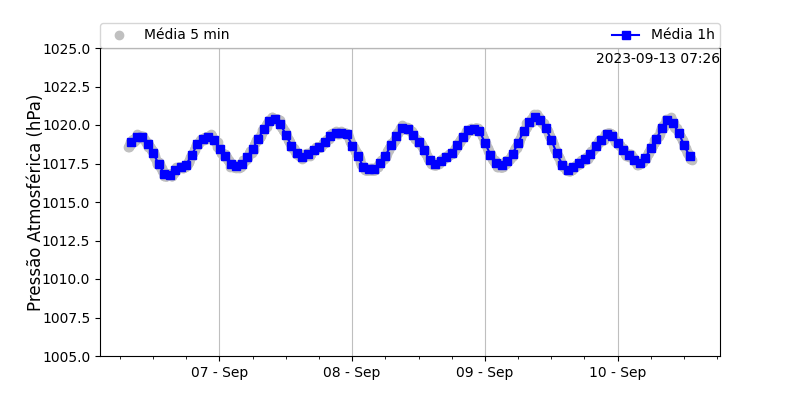 Média 5 min
Média 1h
2023-09-13 07:26
Pressão Atmosférica (hPa)
1025.0
1022.5
1020.0
1017.5
1015.0
1012.5
1010.0
1007.5
1005.0
07 - Sep
08 - Sep
09 - Sep
10 - Sep